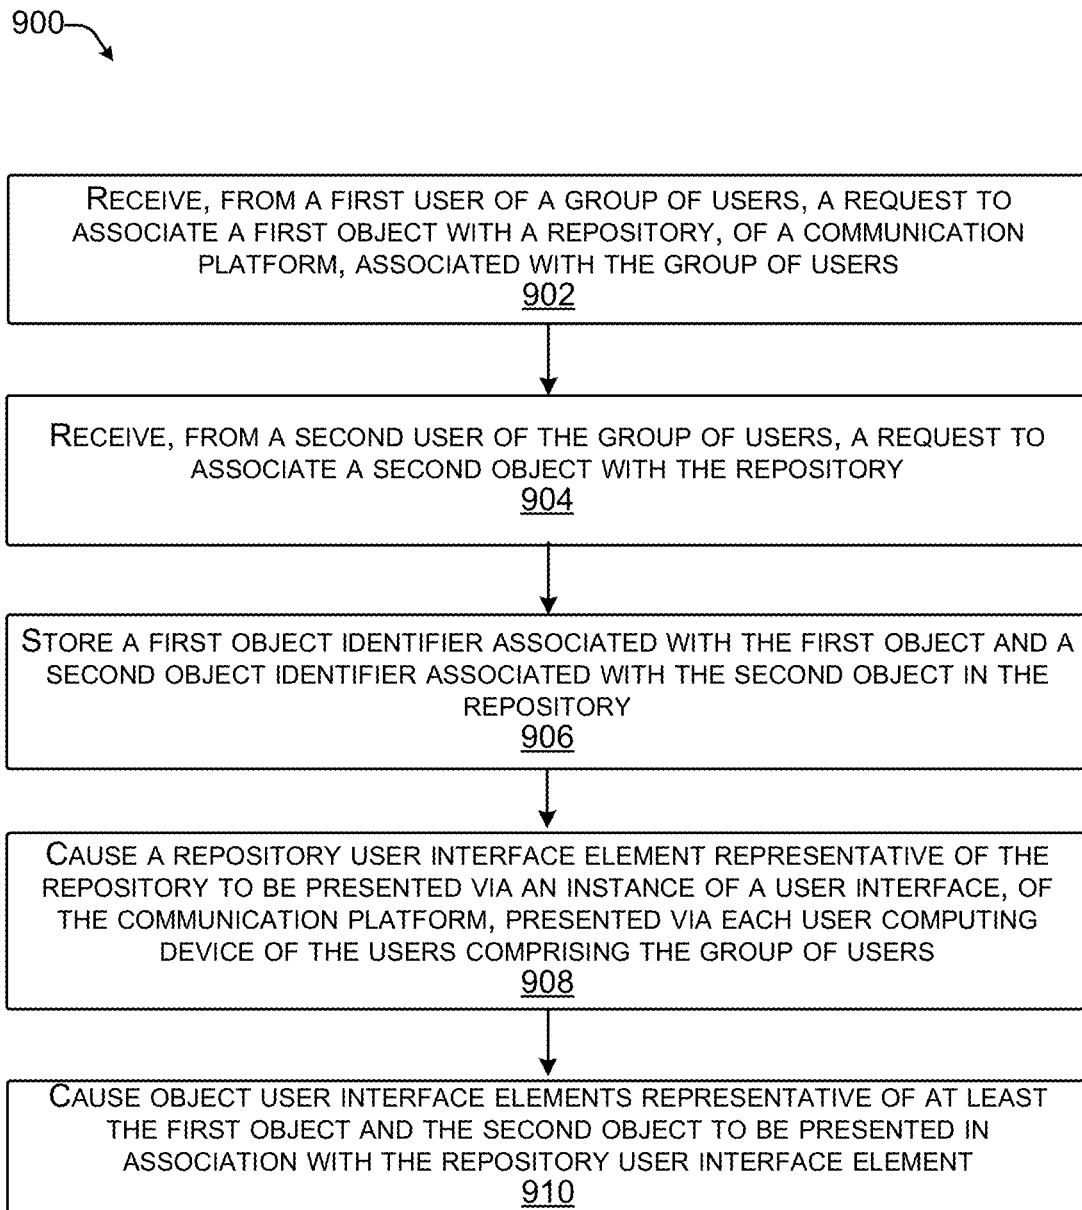 900
RECEIVE, FROM A FIRST USER OF A GROUP OF USERS, A REQUEST TO
ASSOCIATE A FIRST OBJECT WITH A REPOSITORY, OF A COMMUNICATION
PLATFORM, ASSOCIATED WITH THE GROUP OF USERS
902
RECEIVE, FROM A SECOND USER OF THE GROUP OF USERS, A REQUEST TO
ASSOCIATE A SECOND OBJECT WITH THE REPOSITORY
904
STORE A FIRST OBJECT IDENTIFIER ASSOCIATED WITH THE FIRST OBJECT AND A
SECOND OBJECT IDENTIFIER ASSOCIATED WITH THE SECOND OBJECT IN THE
REPOSITORY
906
CAUSE A REPOSITORY USER INTERFACE ELEMENT REPRESENTATIVE OF THE
REPOSITORY TO BE PRESENTED VIA AN INSTANCE OF A USER INTERFACE, OF
THE COMMUNICATION PLATFORM, PRESENTED VIA EACH USER COMPUTING
DEVICE OF THE USERS COMPRISING THE GROUP OF USERS
908
CAUSE OBJECT USER INTERFACE ELEMENTS REPRESENTATIVE OF AT LEAST
THE FIRST OBJECT AND THE SECOND OBJECT TO BE PRESENTED IN
ASSOCIATION WITH THE REPOSITORY USER INTERFACE ELEMENT
910